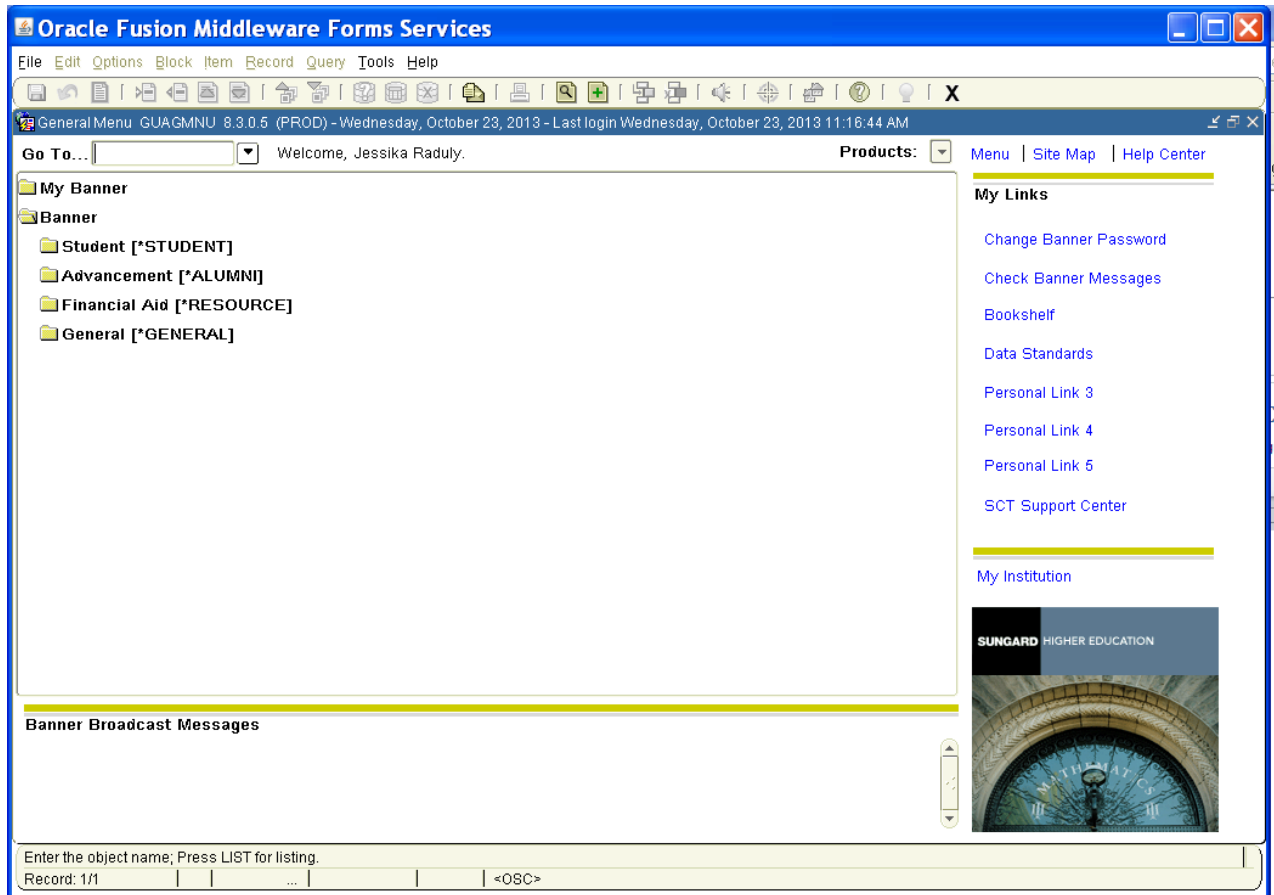 Oracle Fusion Middleware Forms Services
File Edit Options Block Item Record Query Tools Help
X
General Menu GUAGMNU 8.3.0.5 (PROD) - Wednesday, October 23, 2013 - Last login Wednesday, October 23, 2013 11:16:44 AM
Go To... Welcome, Jessika Raduly. Products: Menu | Site Map | Help Center
My Banner
Banner
Student [*STUDENT]
Advancement [*ALUMNI]
Financial Aid [*RESOURCE]
General [*GENERAL]
My Links
Change Banner Password
Check Banner Messages
Bookshelf
Data Standards
Personal Link 3
Personal Link 4
Personal Link 5
SCT Support Center
My Institution
SUNGARD HIGHER EDUCATION
MATHEMATICS
Banner Broadcast Messages
Enter the object name; Press LIST for listing.
Record: 1/1 ... <OSC>